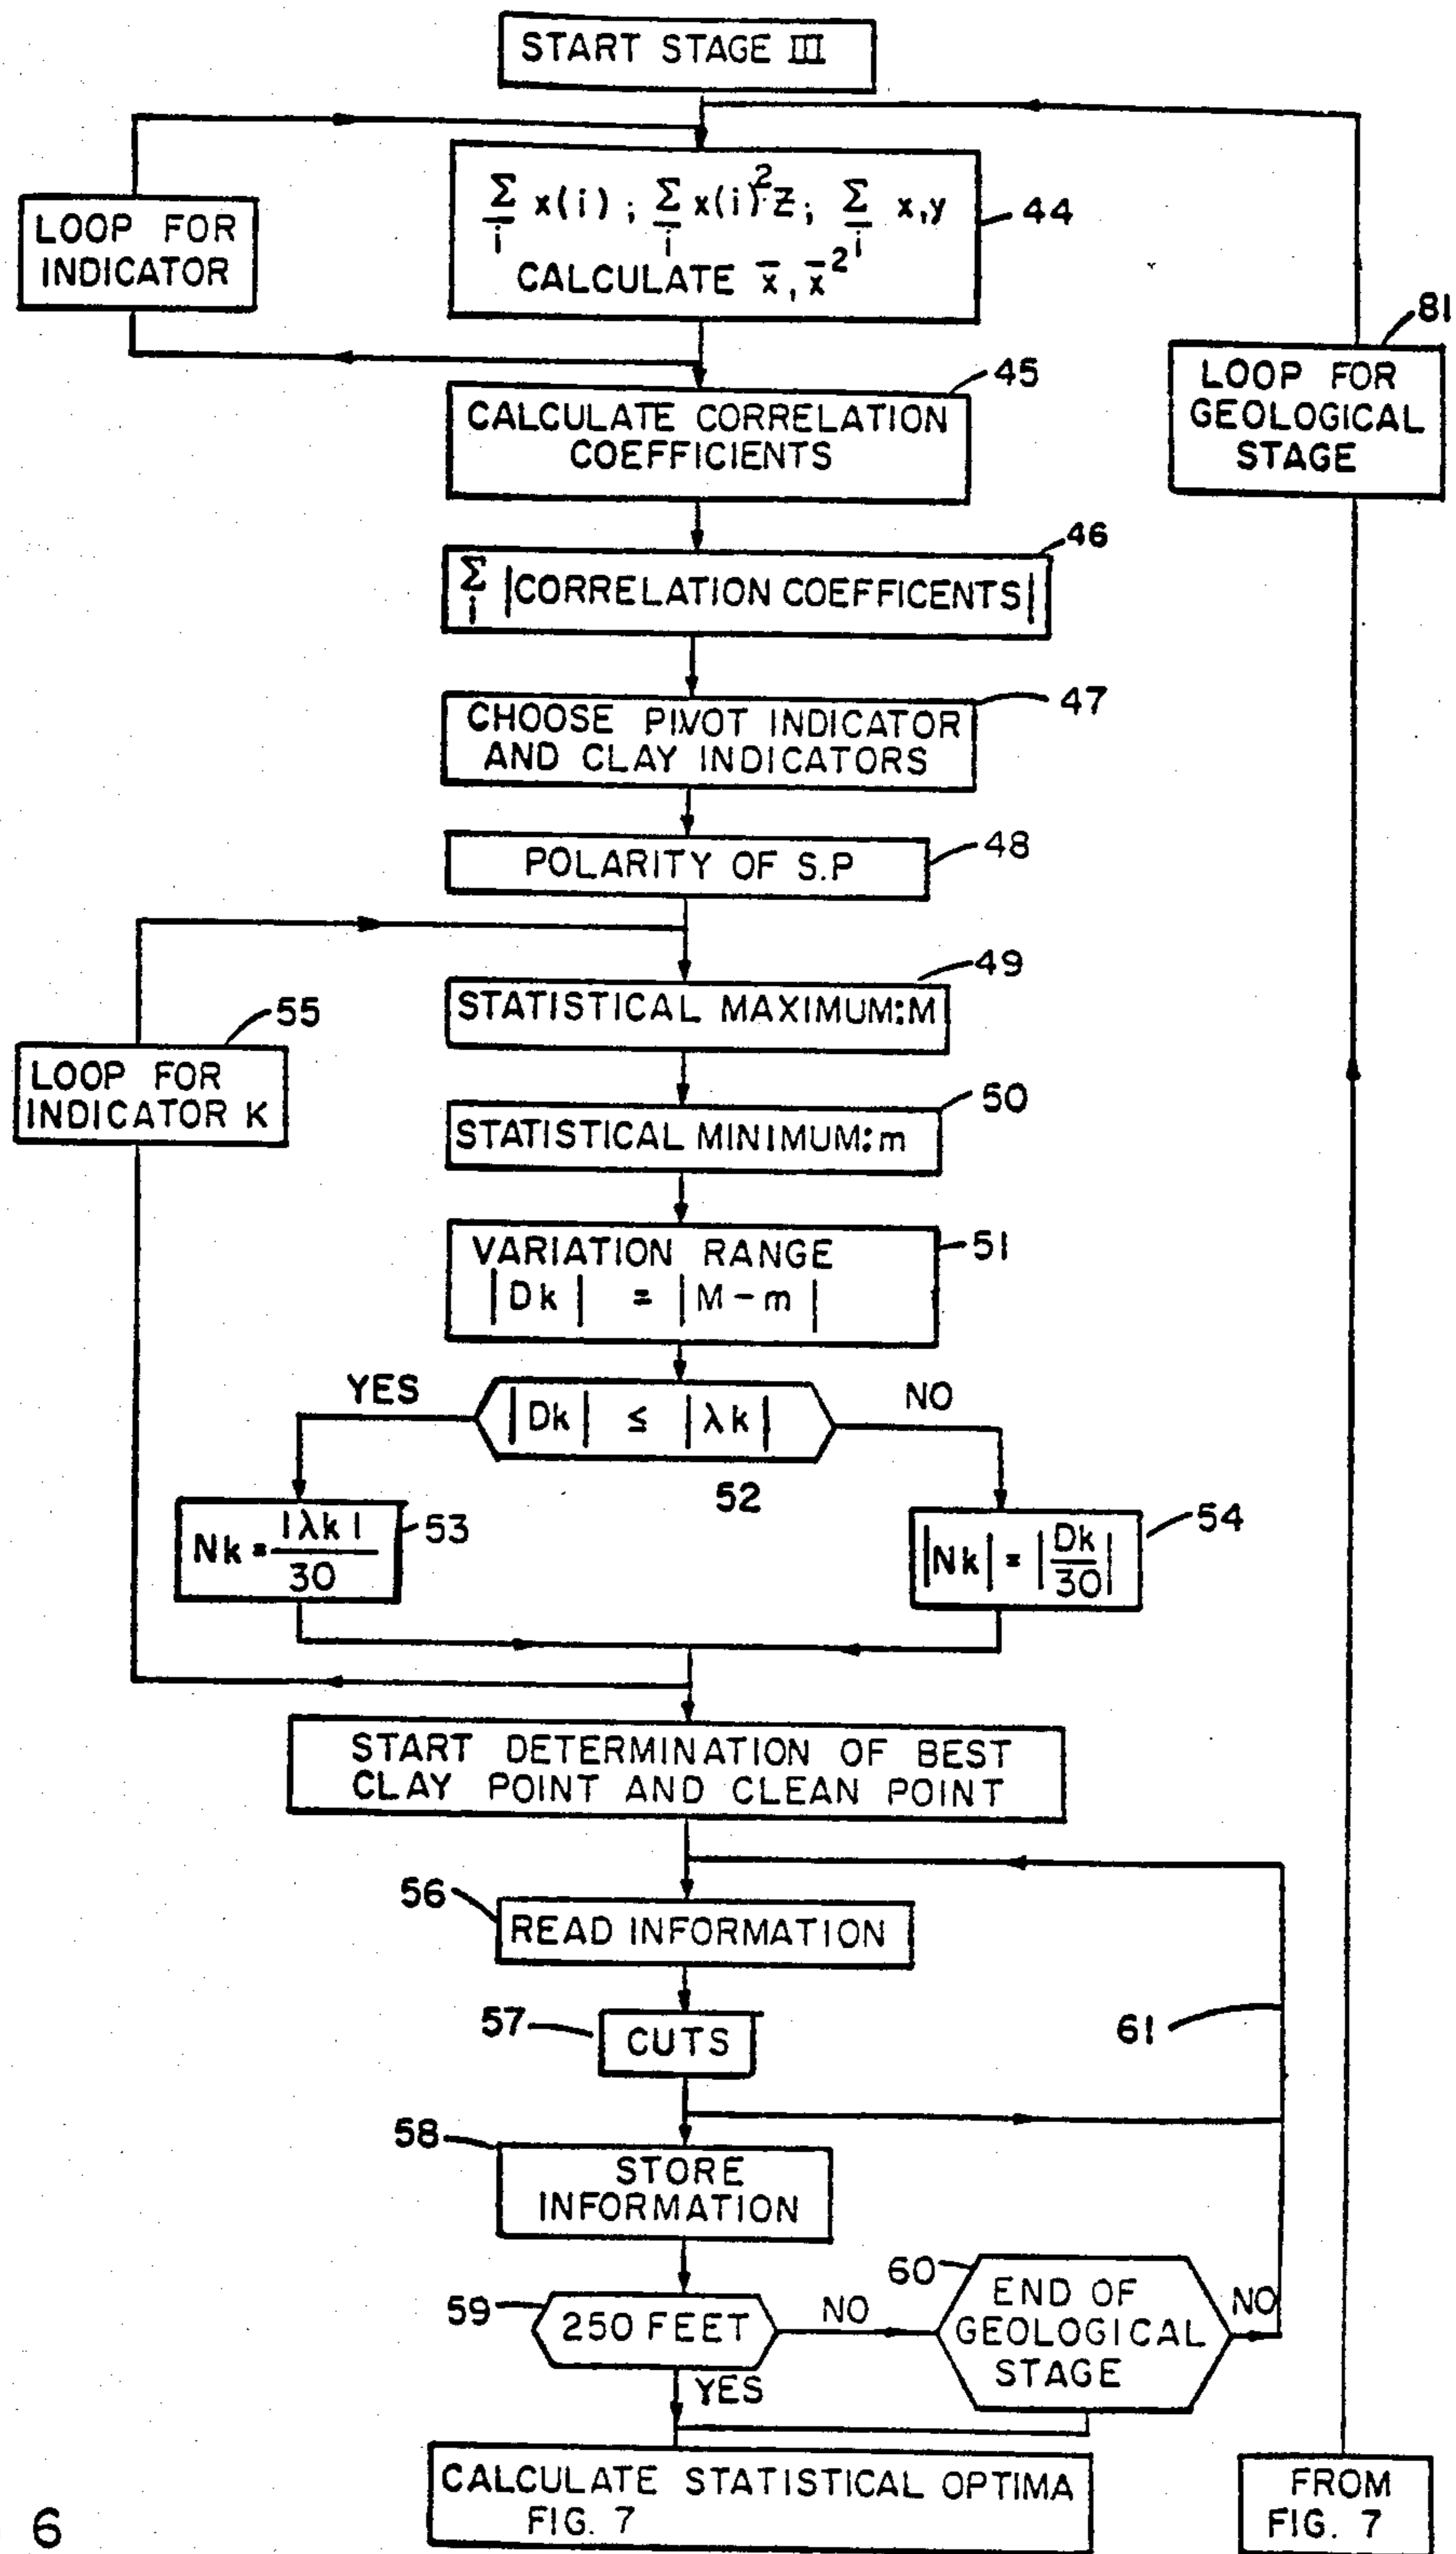 START STAGE III
Σ x(i) ; Σ x(i)²Z; Σ x,y
i i i
CALCULATE x̄, x̄²
44
LOOP FOR
INDICATOR
81
LOOP FOR
GEOLOGICAL
STAGE
45
CALCULATE CORRELATION
COEFFICIENTS
46
Σ |CORRELATION COEFFICENTS|
i
47
CHOOSE PIVOT INDICATOR
AND CLAY INDICATORS
48
POLARITY OF S.P
49
STATISTICAL MAXIMUM:M
55
LOOP FOR
INDICATOR K
50
STATISTICAL MINIMUM:m
51
VARIATION RANGE
|Dk| = |M-m|
YES
|Dk| ≤ |λk|
NO
52
Nk = |λk|
30
53
|Nk| = |Dk
30|
54
START DETERMINATION OF BEST
CLAY POINT AND CLEAN POINT
56
READ INFORMATION
57
CUTS
61
58
STORE
INFORMATION
59
250 FEET
NO
60
END OF
GEOLOGICAL
STAGE
NO
YES
CALCULATE STATISTICAL OPTIMA
FIG. 7
FROM
FIG. 7
6